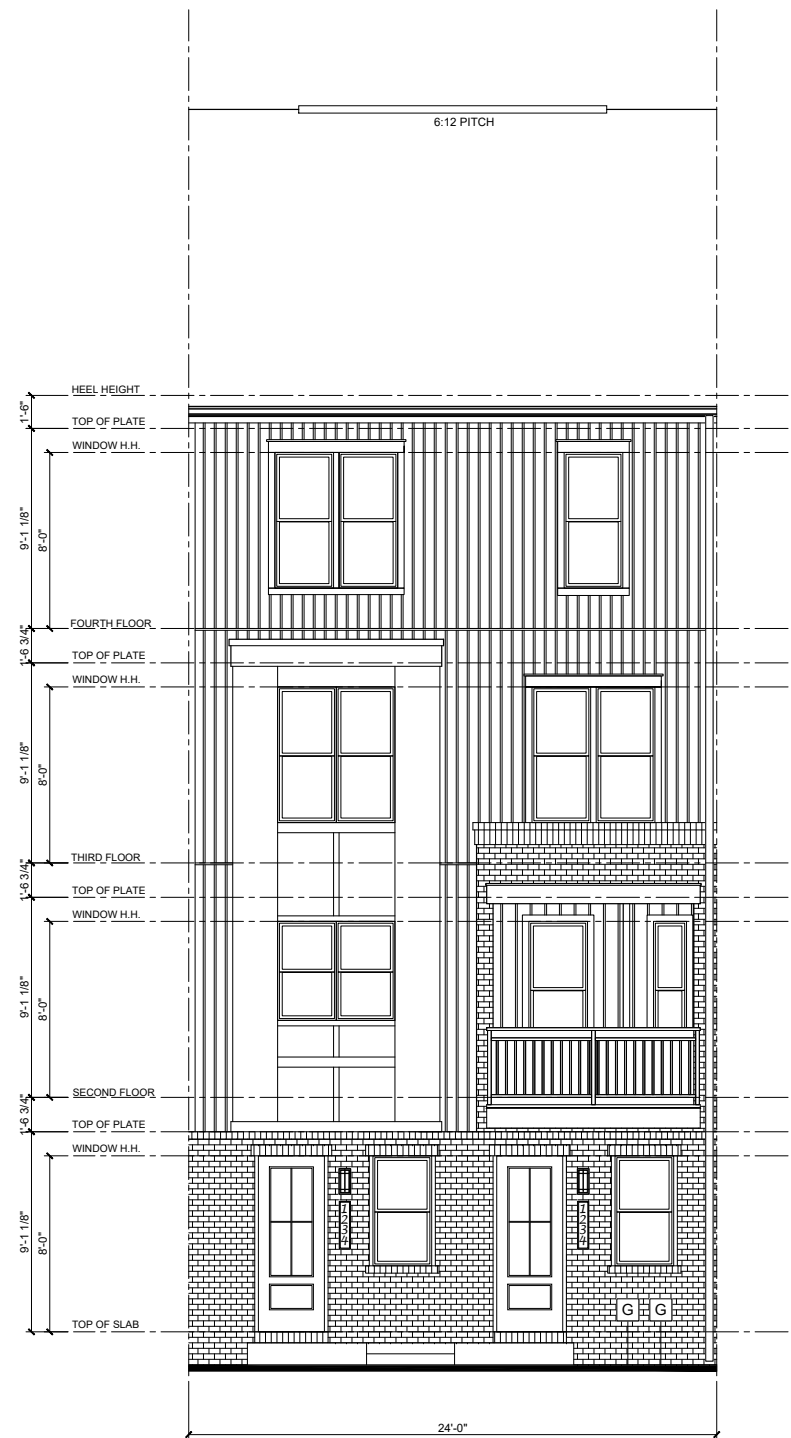 6:12 PITCH
HEEL HEIGHT
1'-6"
TOP OF PLATE
WINDOW H.H.
9'-1 1/8"
8'-0"
FOURTH FLOOR
1'-6 3/4"
TOP OF PLATE
WINDOW H.H.
9'-1 1/8"
8'-0"
THIRD FLOOR
1'-6 3/4"
TOP OF PLATE
WINDOW H.H.
9'-1 1/8"
8'-0"
SECOND FLOOR
1'-6 3/4"
TOP OF PLATE
WINDOW H.H.
9'-1 1/8"
8'-0"
1234
1234
G G
TOP OF SLAB
24'-0"